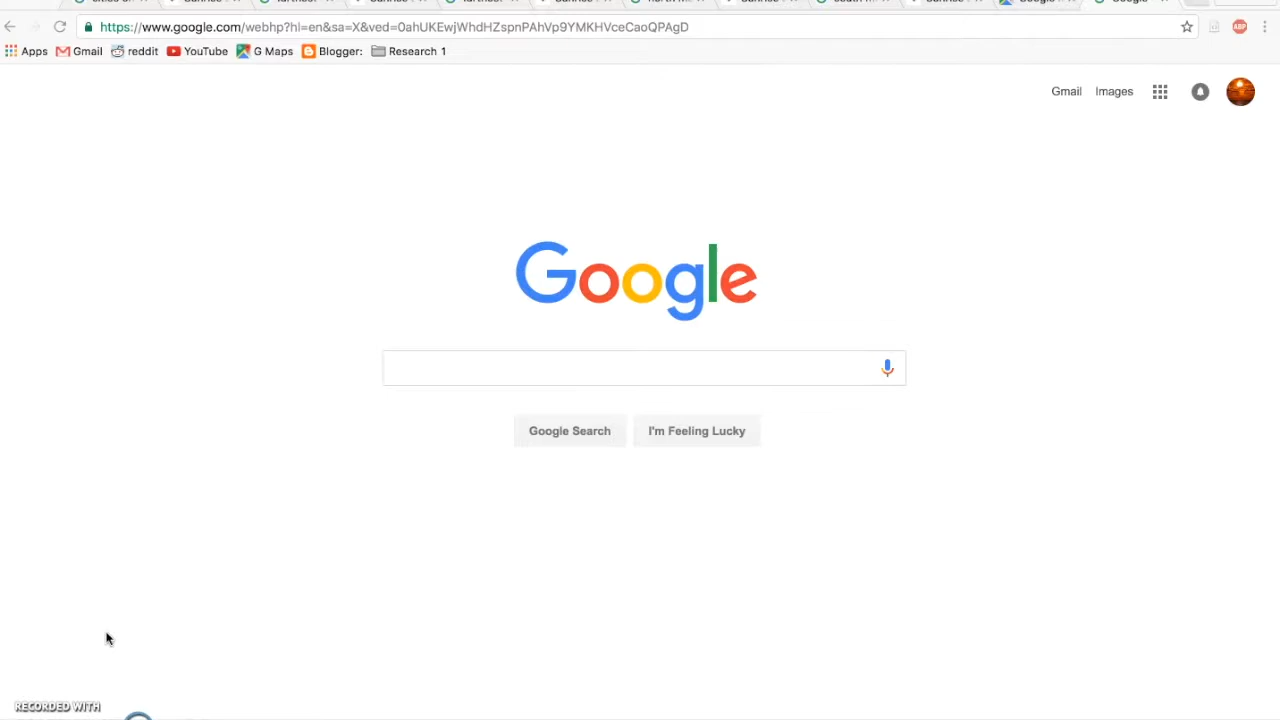 https://www.google.com/webhp?hl=en&sa=X&ved=0ahUKEwjWhdHZspnPAhVp9YMKHVceCaoQPAgD
Apps Gmail reddit YouTube G Maps Blogger: Research 1
Gmail Images
Google
Google Search I'm Feeling Lucky
RECORDED WITH